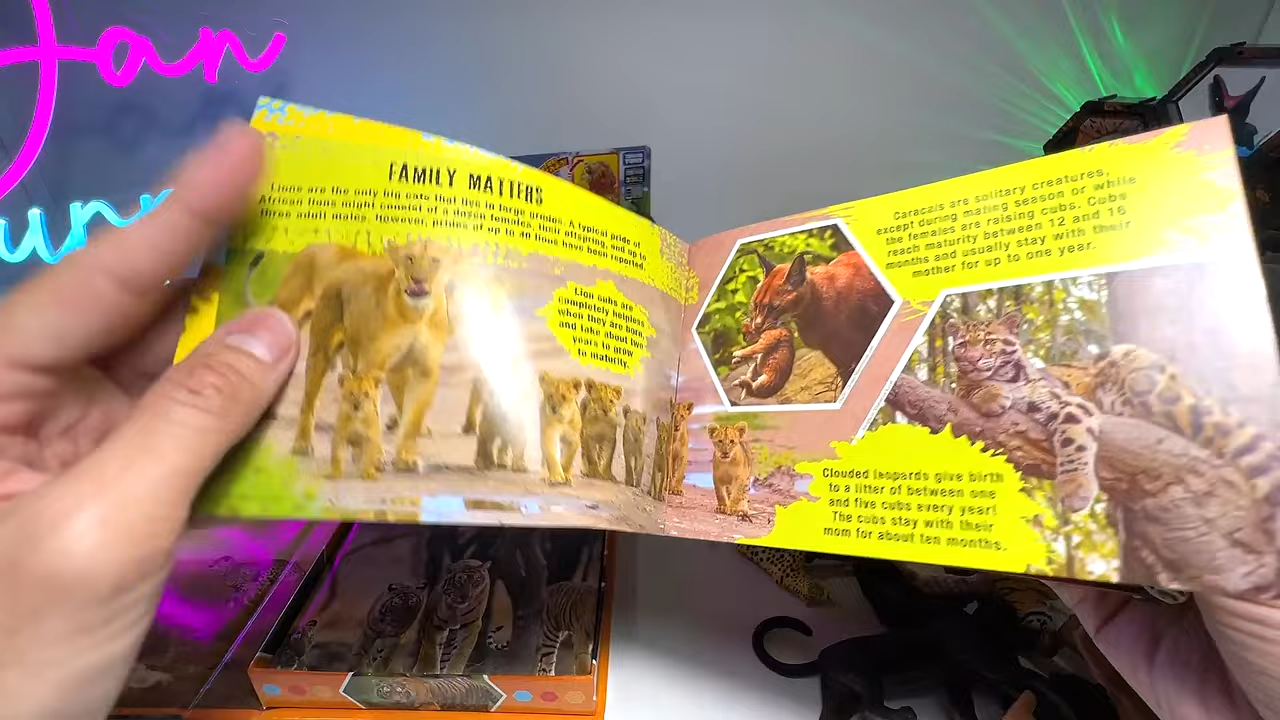 Jan
FAMILY MATTERS
Lions are the only big cats that live in large groups. A typical pride of
African lions might consist of a dozen females, their offspring, and up to
three adult males, however, prides of up to 40 lions have been reported.
Lion cubs are
completely helpless
when they are born,
and take about two
years to grow
to maturity.
Caracals are solitary creatures,
except during mating season or while
the females are raising cubs. Cubs
reach maturity between 12 and 16
months and usually stay with their
mother for up to one year.
Clouded leopards give birth
to a litter of between one
and five cubs every year!
The cubs stay with their
mom for about ten months.